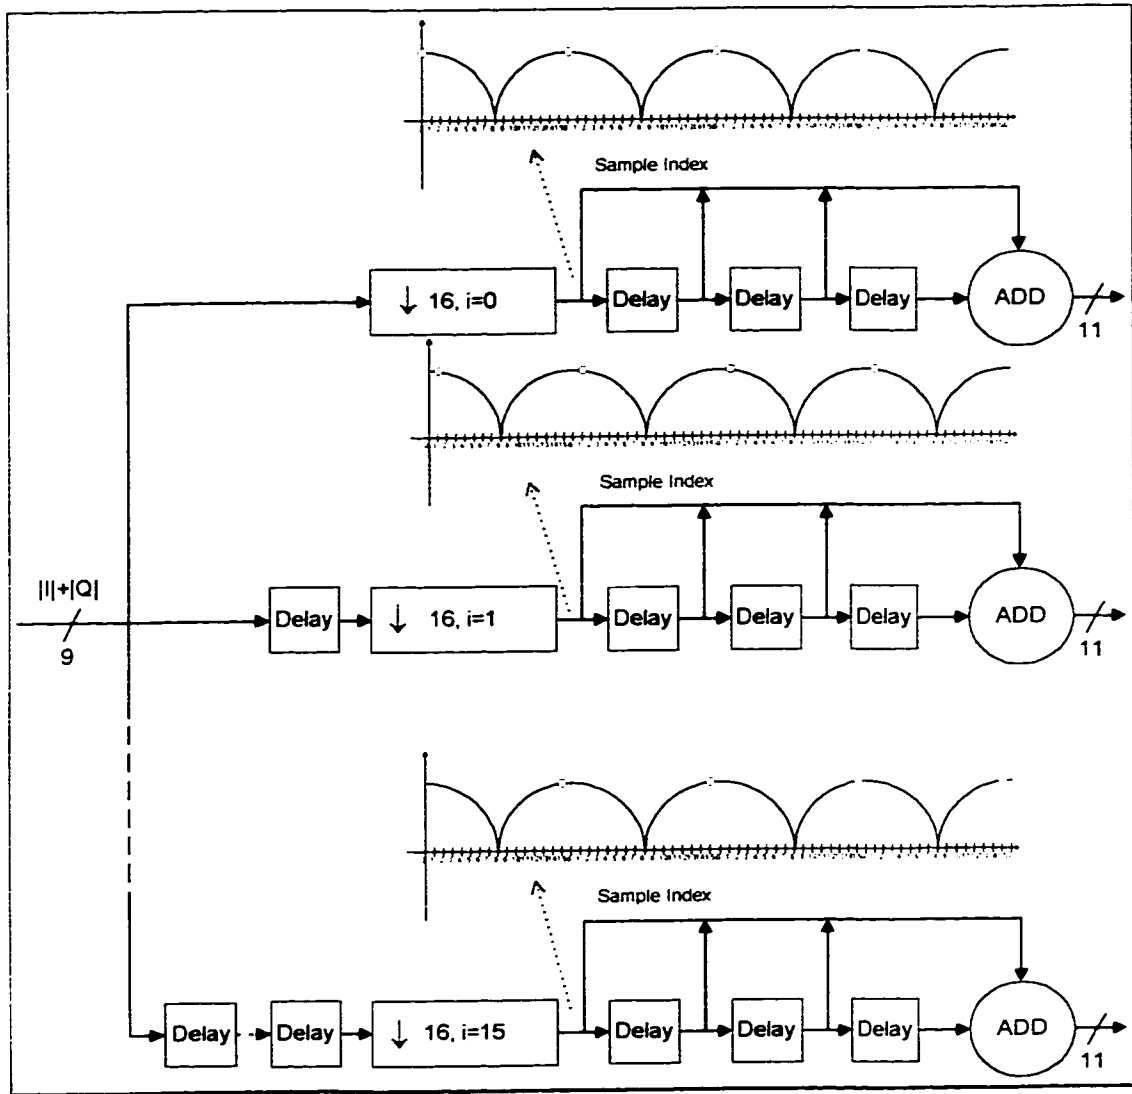 Sample Index
↓ 16, i=0
Delay
Delay
Delay
ADD
11
Sample Index
|I|+|Q|
9
Delay
↓ 16, i=1
Delay
Delay
Delay
ADD
11
Sample Index
Delay
Delay
↓ 16, i=15
Delay
Delay
Delay
ADD
11